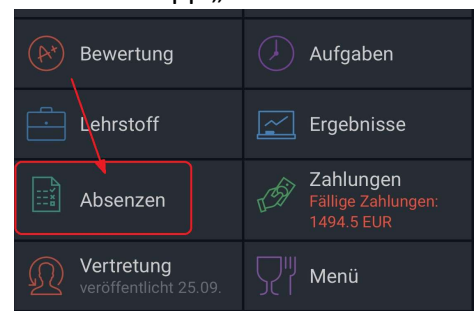 Bewertung
Aufgaben
Lehrstoff
Ergebnisse
Absenzen
Zahlungen
Fällige Zahlungen:
1494.5 EUR
Vertretung
veröffentlicht 25.09.
Menü